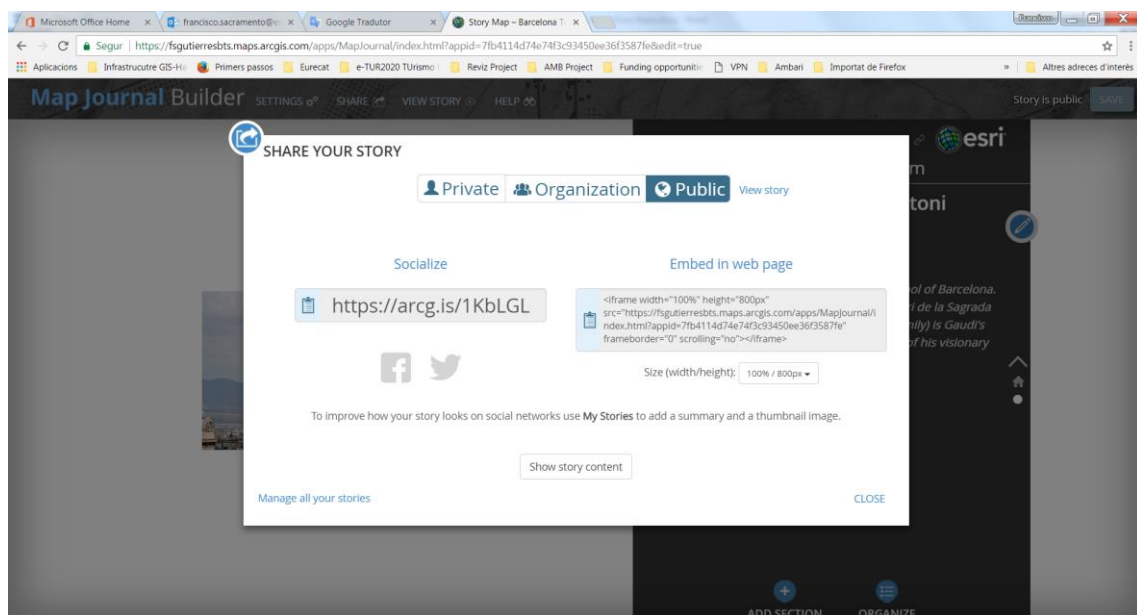 Microsoft Office Home
francisco.sacramento@e
Google Tradutor
Story Map – Barcelona T
Segur | https://fsgutierresbts.maps.arcgis.com/apps/MapJournal/index.html?appid=7fb4114d74e74f3c93450ee36f3587fe&edit=true
Aplicacions Infrastrucutre GIS-Ha Primers passos Eurecat e-TUR2020 TUrismo Reviz Project AMB Project Funding opportunitie VPN Ambari Importat de Firefox » Altres adreces d'interès
Map Journal Builder SETTINGS SHARE VIEW STORY HELP Story is public SAVE
esri
SHARE YOUR STORY
m
Private Organization Public View story
toni
Socialize Embed in web page
ol of Barcelona.
https://arcg.is/1KbLGL
<iframe width="100%" height="800px"
src="https://fsgutierresbts.maps.arcgis.com/apps/MapJournal/i
ndex.html?appid=7fb4114d74e74f3c93450ee36f3587fe"
frameborder="0" scrolling="no"></iframe>
ri de la Sagrada
nily) is Gaudí's
of his visionary
Size (width/height): 100% / 800px
To improve how your story looks on social networks use My Stories to add a summary and a thumbnail image.
Show story content
Manage all your stories CLOSE
ADD SECTION ORGANIZE